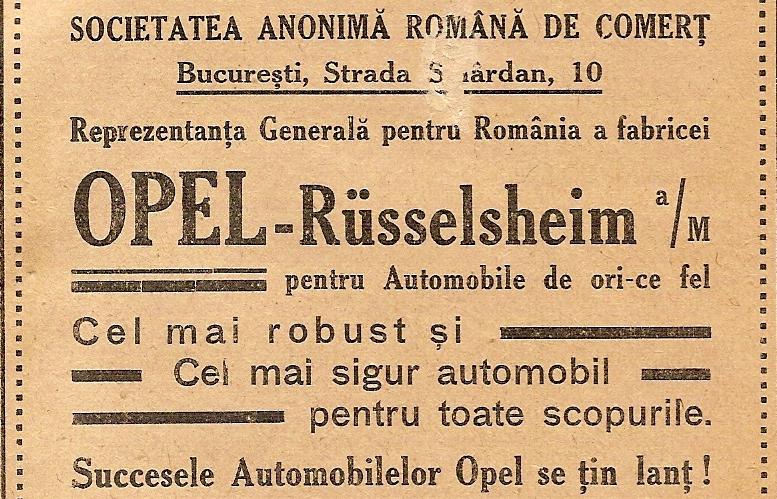 SOCIETATEA ANONIMĂ ROMÂNĂ DE COMERȚ
București, Strada 10
Reprezentanța Generală pentru România a fabricei
OPEL-Rüsselsheim a/M
pentru Automobile de ori-ce fel
Cel mai robust și
Cel mai sigur automobil
pentru toate scopurile.
Succesele Automobilelor Opel se țin lanț!